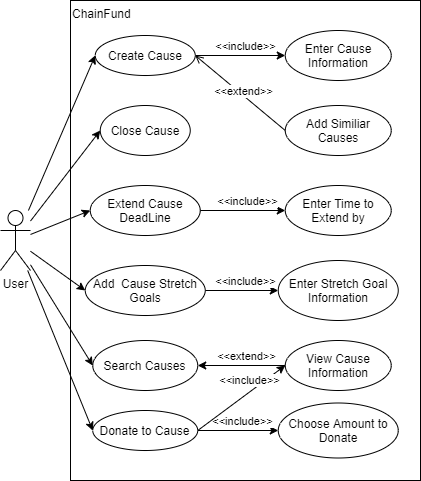 ChainFund
Create Cause
<<include>>
Enter Cause
Information
<<extend>>
Close Cause
Add Similiar
Causes
Extend Cause
DeadLine
<<include>>
Enter Time to
Extend by
User
Add Cause Stretch
Goals
<<include>>
Enter Stretch Goal
Information
Search Causes
<<extend>>
View Cause
Information
<<include>>
Donate to Cause
<<include>>
Choose Amount to
Donate